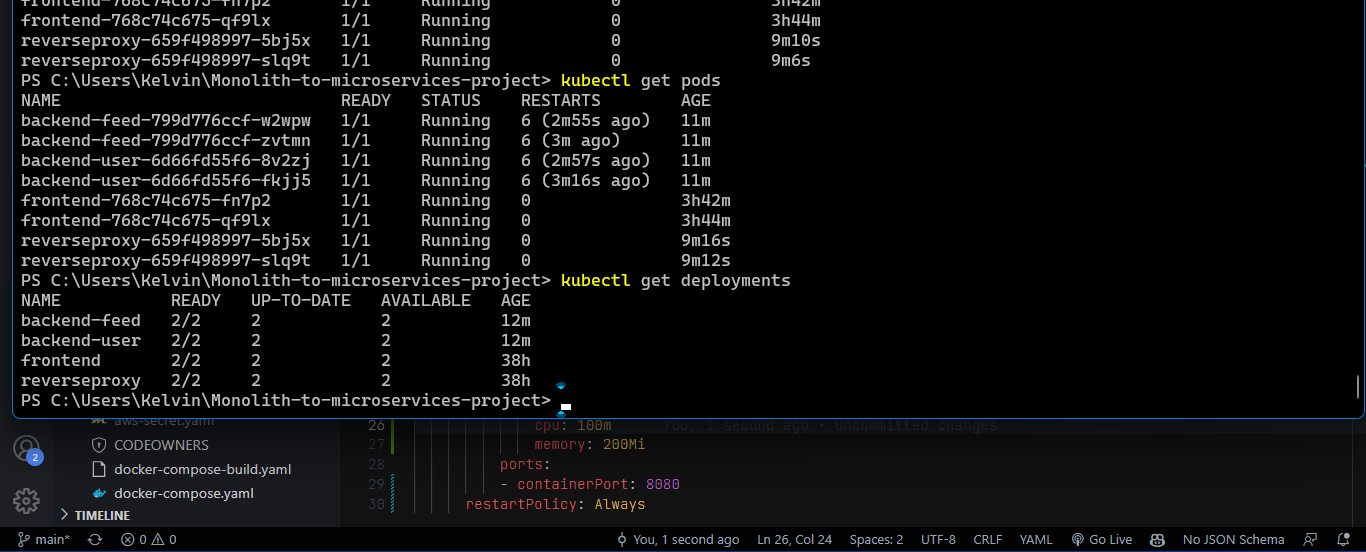 frontend-768c74c675-fn7p2 1/1 Running 0 3h42m
frontend-768c74c675-qf9lx 1/1 Running 0 3h44m
reverseproxy-659f498997-5bj5x 1/1 Running 0 9m10s
reverseproxy-659f498997-slq9t 1/1 Running 0 9m6s
PS C:\Users\Kelvin\Monolith-to-microservices-project> kubectl get pods
NAME READY STATUS RESTARTS AGE
backend-feed-799d776ccf-w2wpw 1/1 Running 6 (2m55s ago) 11m
backend-feed-799d776ccf-zvtmn 1/1 Running 6 (3m ago) 11m
backend-user-6d66fd55f6-8v2zj 1/1 Running 6 (2m57s ago) 11m
backend-user-6d66fd55f6-fkjj5 1/1 Running 6 (3m16s ago) 11m
frontend-768c74c675-fn7p2 1/1 Running 0 3h42m
frontend-768c74c675-qf9lx 1/1 Running 0 3h44m
reverseproxy-659f498997-5bj5x 1/1 Running 0 9m16s
reverseproxy-659f498997-slq9t 1/1 Running 0 9m12s
PS C:\Users\Kelvin\Monolith-to-microservices-project> kubectl get deployments
NAME READY UP-TO-DATE AVAILABLE AGE
backend-feed 2/2 2 2 12m
backend-user 2/2 2 2 12m
frontend 2/2 2 2 38h
reverseproxy 2/2 2 2 38h
PS C:\Users\Kelvin\Monolith-to-microservices-project>
aws-secret.yaml
CODEOWNERS
docker-compose-build.yaml
docker-compose.yaml
TIMELINE
2
26 cpu: 100m You, 1 second ago • Uncommitted changes
27 memory: 200Mi
28 ports:
29 - containerPort: 8080
30 restartPolicy: Always
main* 0 0 You, 1 second ago Ln 26, Col 24 Spaces: 2 UTF-8 CRLF YAML Go Live No JSON Schema